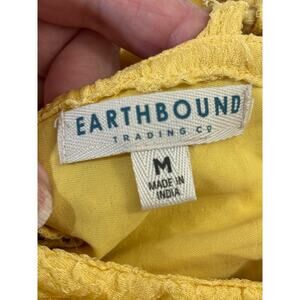 EARTHBOUND
TRADING CO
M
MADE IN
INDIA